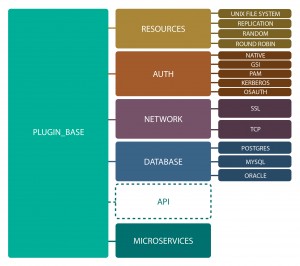 PLUGIN_BASE
RESOURCES
UNIX FILE SYSTEM
REPLICATION
RANDOM
ROUND ROBIN
AUTH
NATIVE
GSI
PAM
KERBEROS
OSAUTH
NETWORK
SSL
TCP
DATABASE
POSTGRES
MYSQL
ORACLE
API
MICROSERVICES